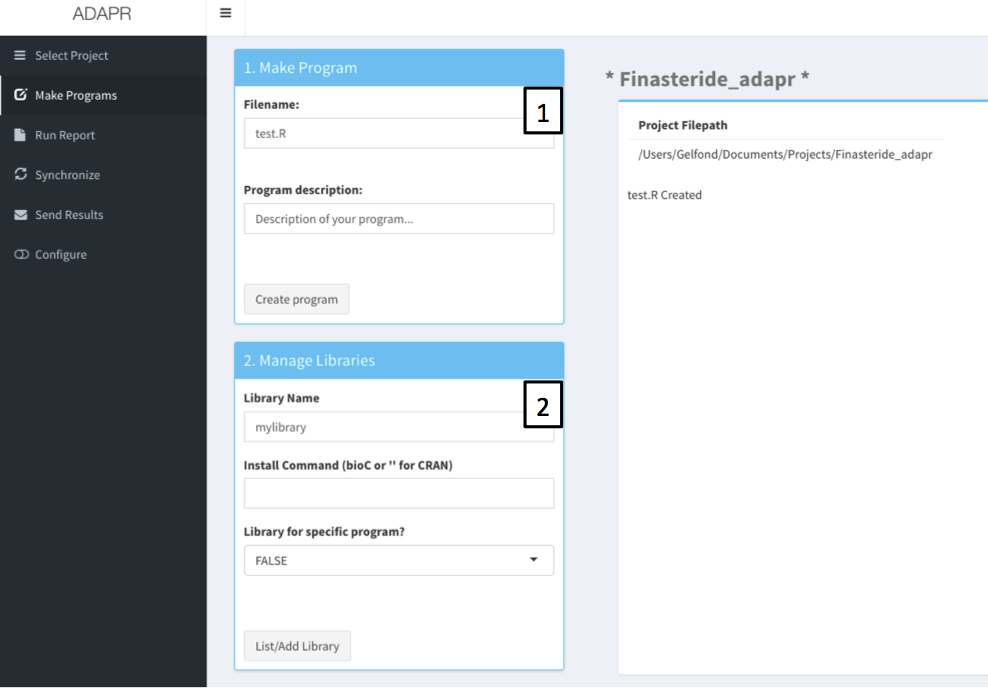 ADAPR
Select Project
Make Programs
Run Report
Synchronize
Send Results
Configure
1. Make Program
1
Filename:
test.R
Program description:
Description of your program...
Create program
2. Manage Libraries
2
Library Name
mylibrary
Install Command (bioC or '' for CRAN)
Library for specific program?
FALSE
List/Add Library
* Finasteride_adapr *
Project Filepath
/Users/Gelfond/Documents/Projects/Finasteride_adapr
test.R Created